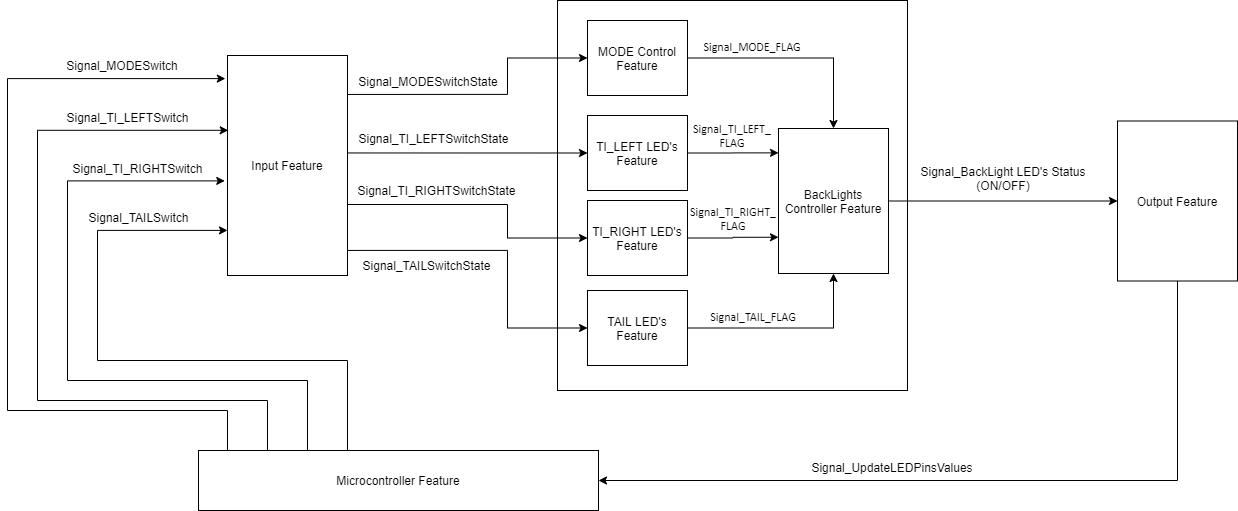 Signal_MODESwitch
Signal_TI_LEFTSwitch
Signal_TI_RIGHTSwitch
Signal_TAILSwitch
Input Feature
Signal_MODESwitchState
Signal_TI_LEFTSwitchState
Signal_TI_RIGHTSwitchState
Signal_TAILSwitchState
MODE Control
Feature
TI_LEFT LED's
Feature
TI_RIGHT LED's
Feature
TAIL LED's
Feature
Signal_MODE_FLAG
Signal_TI_LEFT_
FLAG
Signal_TI_RIGHT_
FLAG
Signal_TAIL_FLAG
BackLights
Controller Feature
Signal_BackLight LED's Status
(ON/OFF)
Output Feature
Signal_UpdateLEDPinsValues
Microcontroller Feature